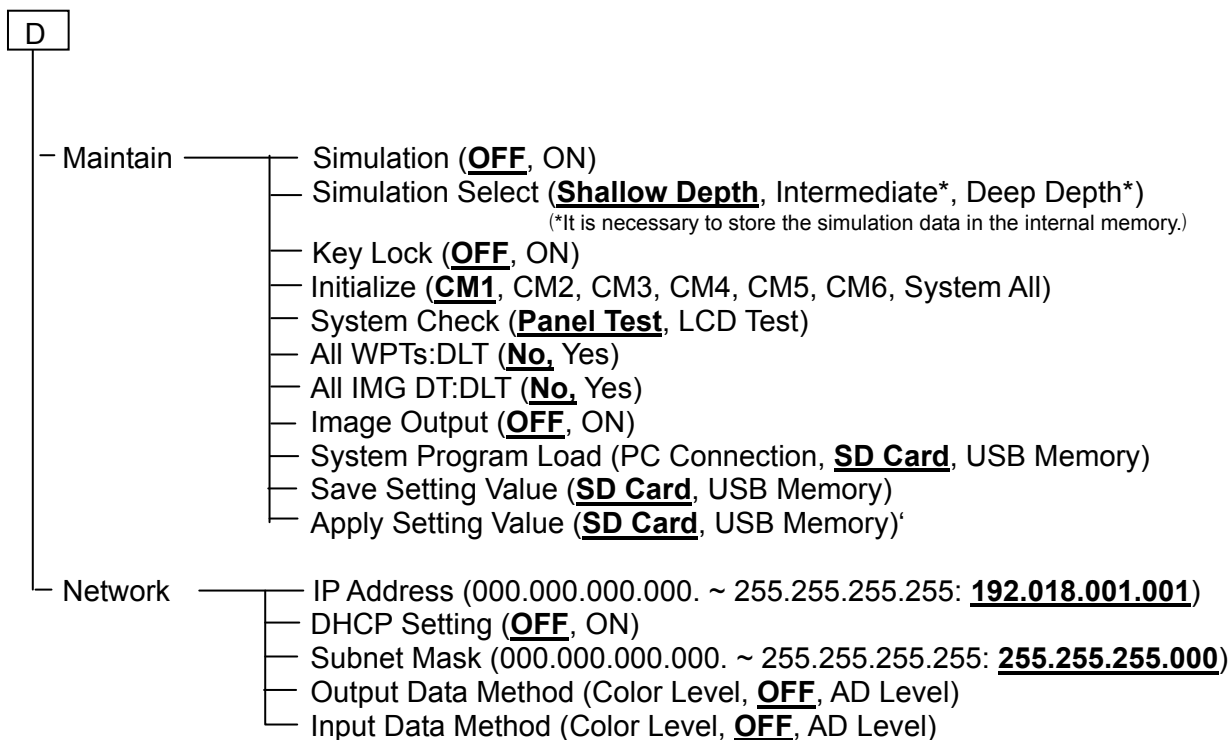 D
Maintain
Simulation (OFF, ON)
Simulation Select (Shallow Depth, Intermediate*, Deep Depth*)
(*It is necessary to store the simulation data in the internal memory.)
Key Lock (OFF, ON)
Initialize (CM1, CM2, CM3, CM4, CM5, CM6, System All)
System Check (Panel Test, LCD Test)
All WPTs:DLT (No, Yes)
All IMG DT:DLT (No, Yes)
Image Output (OFF, ON)
System Program Load (PC Connection, SD Card, USB Memory)
Save Setting Value (SD Card, USB Memory)
Apply Setting Value (SD Card, USB Memory)‘
Network
IP Address (000.000.000.000. ~ 255.255.255.255: 192.018.001.001)
DHCP Setting (OFF, ON)
Subnet Mask (000.000.000.000. ~ 255.255.255.255: 255.255.255.000)
Output Data Method (Color Level, OFF, AD Level)
Input Data Method (Color Level, OFF, AD Level)